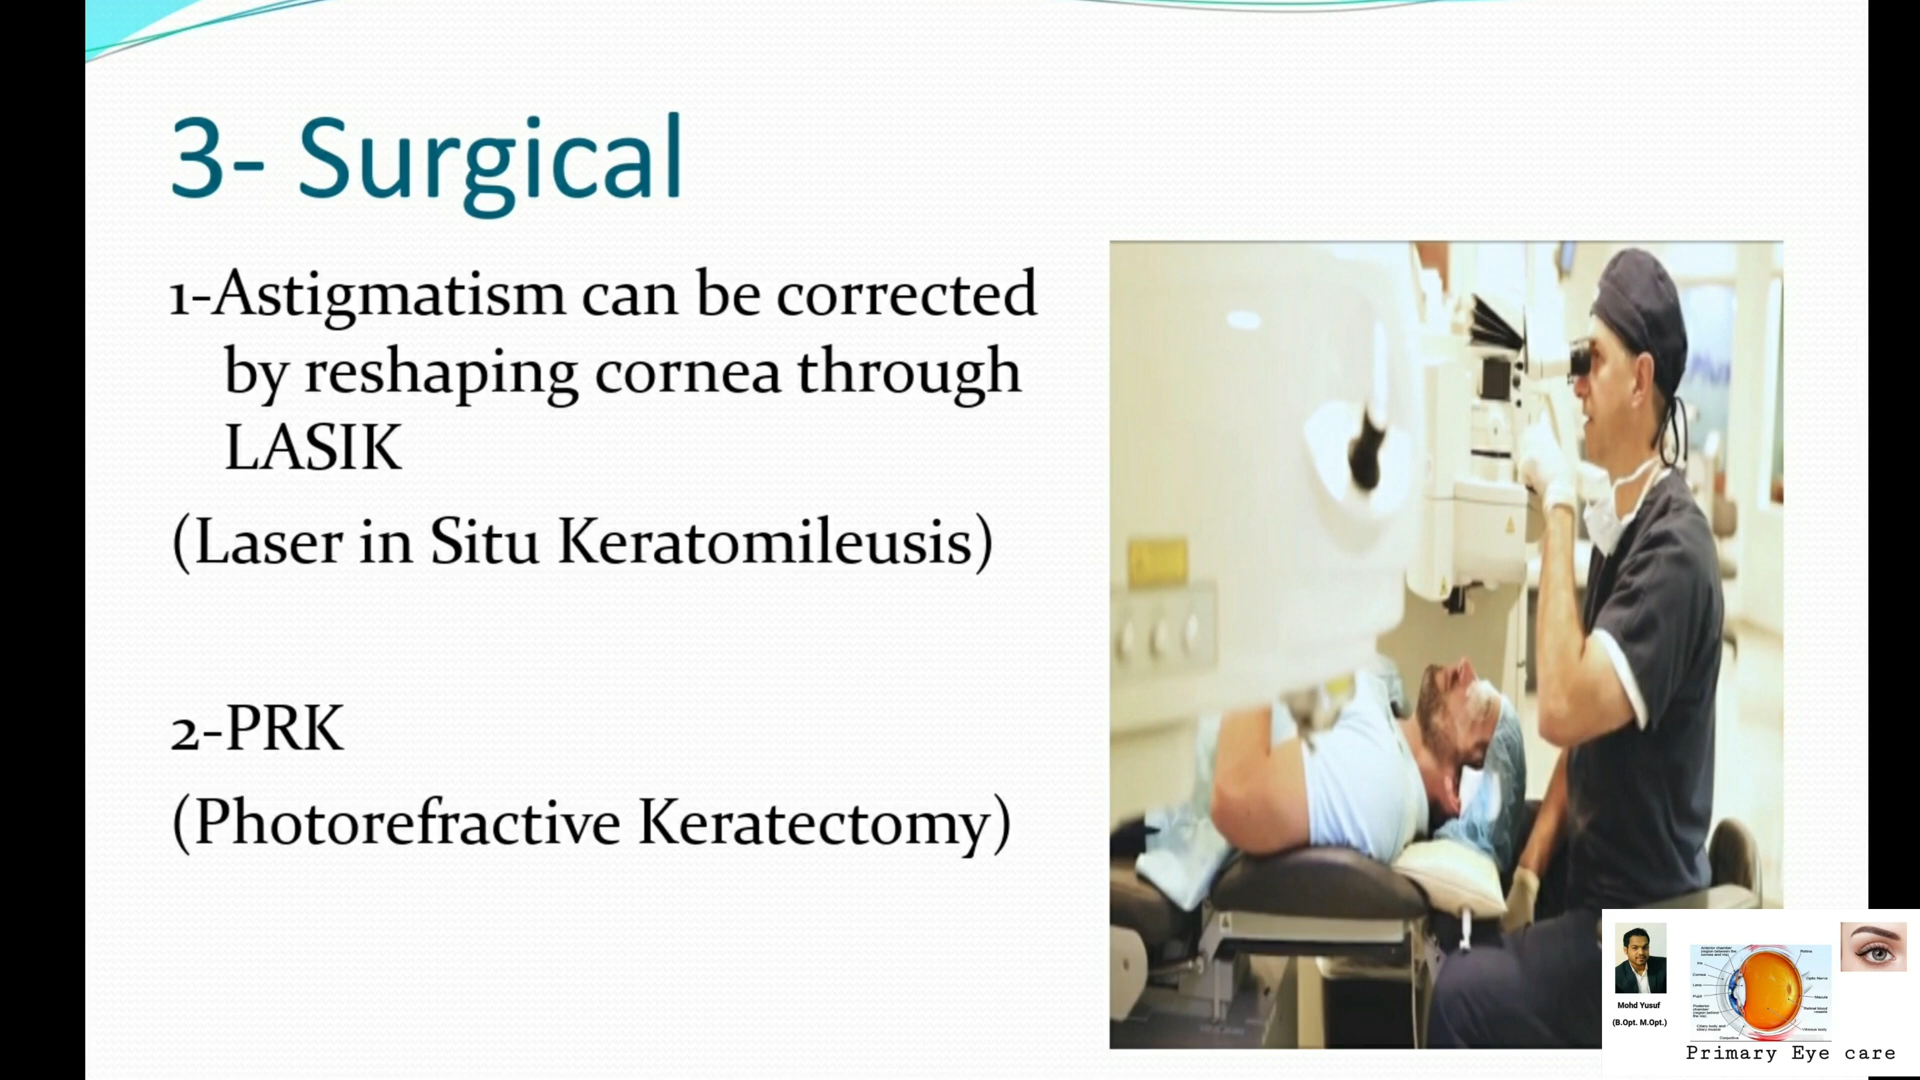 3- Surgical
1-Astigmatism can be corrected
by reshaping cornea through
LASIK
(Laser in Situ Keratomileusis)
2-PRK
(Photorefractive Keratectomy)
Mohd Yusuf
(B.Opt. M.Opt.)
Primary Eye care